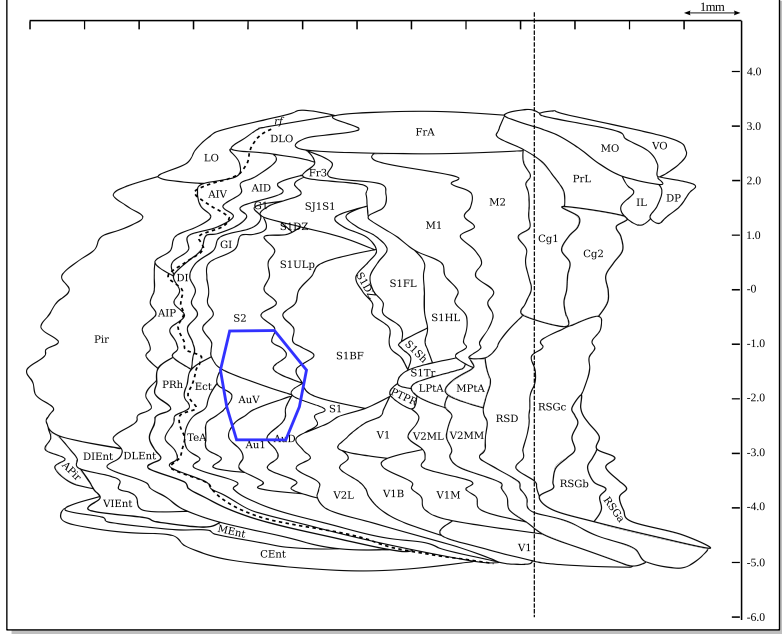 1mm
4.0
rf
FrA
3.0
DLO
MO
VO
LO
2.0
Fr3
PrL
AIV
AID
M2
IL
DP
G1
SJ1S1
S1DZ
M1
1.0
GI
Cg1
Cg2
S1ULp
DI
S1DZ
S1FL
-0
AIP
S2
S1HL
Pir
S1BF
S1Sh
-1.0
S1Tr
PRh
Ect
LPtA
MPtA
PTPR
-2.0
AuV
S1
RSD
RSGc
TeA
Au1
AuD
V1
V2ML
V2MM
DIEnt
DLEnt
-3.0
APir
VIEnt
V2L
V1B
V1M
RSGb
RSGa
-4.0
MEnt
CEnt
V1
-5.0
-6.0